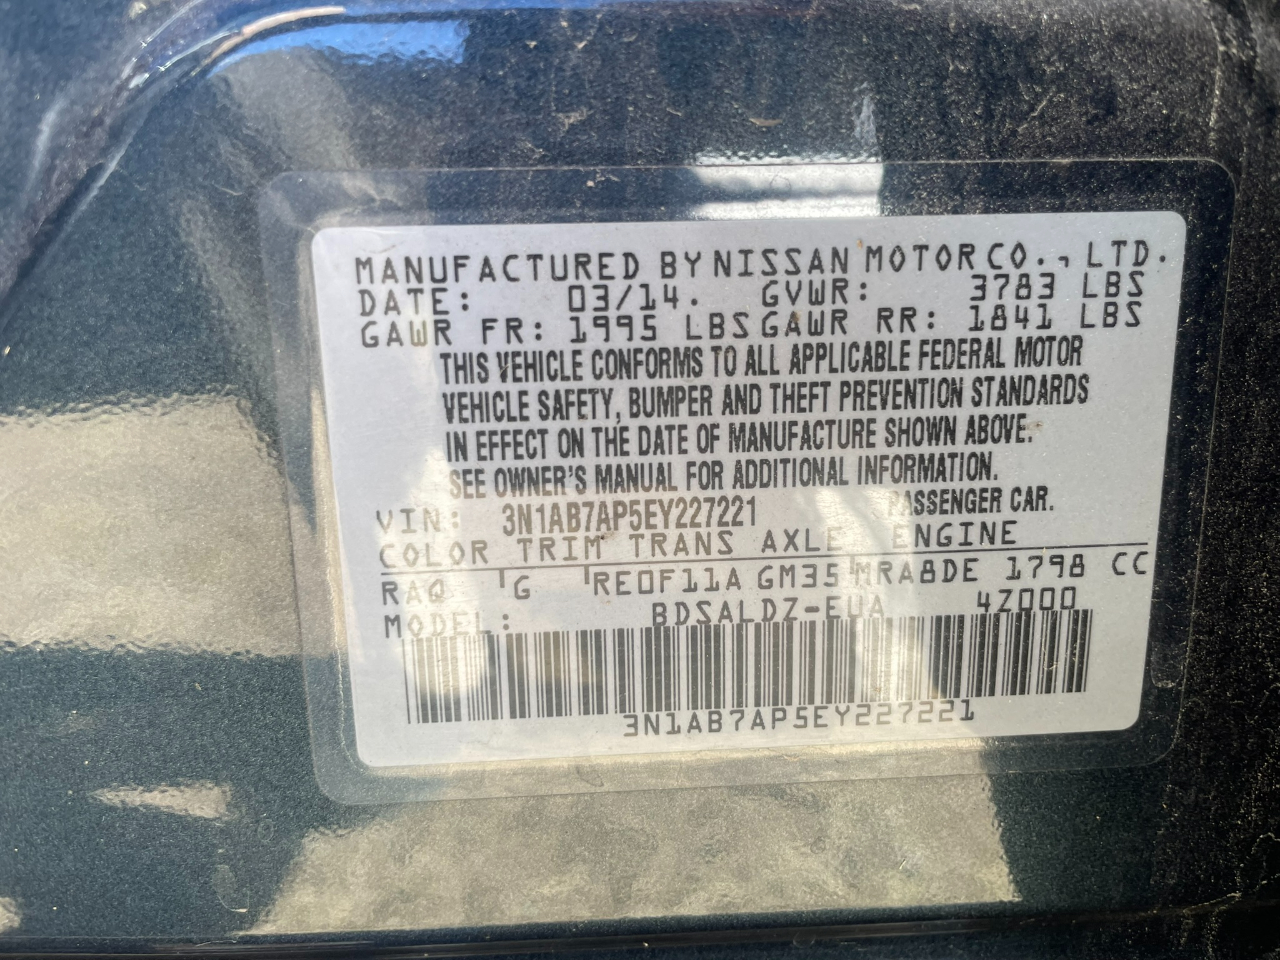 MANUFACTURED BY NISSAN MOTOR CO., LTD.
DATE: 03/14. GVWR: 3783 LBS
GAWR FR: 1995 LBS GAWR RR: 1841 LBS
THIS VEHICLE CONFORMS TO ALL APPLICABLE FEDERAL MOTOR
VEHICLE SAFETY, BUMPER AND THEFT PREVENTION STANDARDS
IN EFFECT ON THE DATE OF MANUFACTURE SHOWN ABOVE.
SEE OWNER'S MANUAL FOR ADDITIONAL INFORMATION.
VIN: 3N1AB7AP5EY227221 PASSENGER CAR.
COLOR TRIM TRANS AXLE ENGINE
RAQ G RE0F11A GM35 MRA8DE 1798 CC
MODEL: BDSALDZ-EUA 4Z000
3N1AB7AP5EY227221